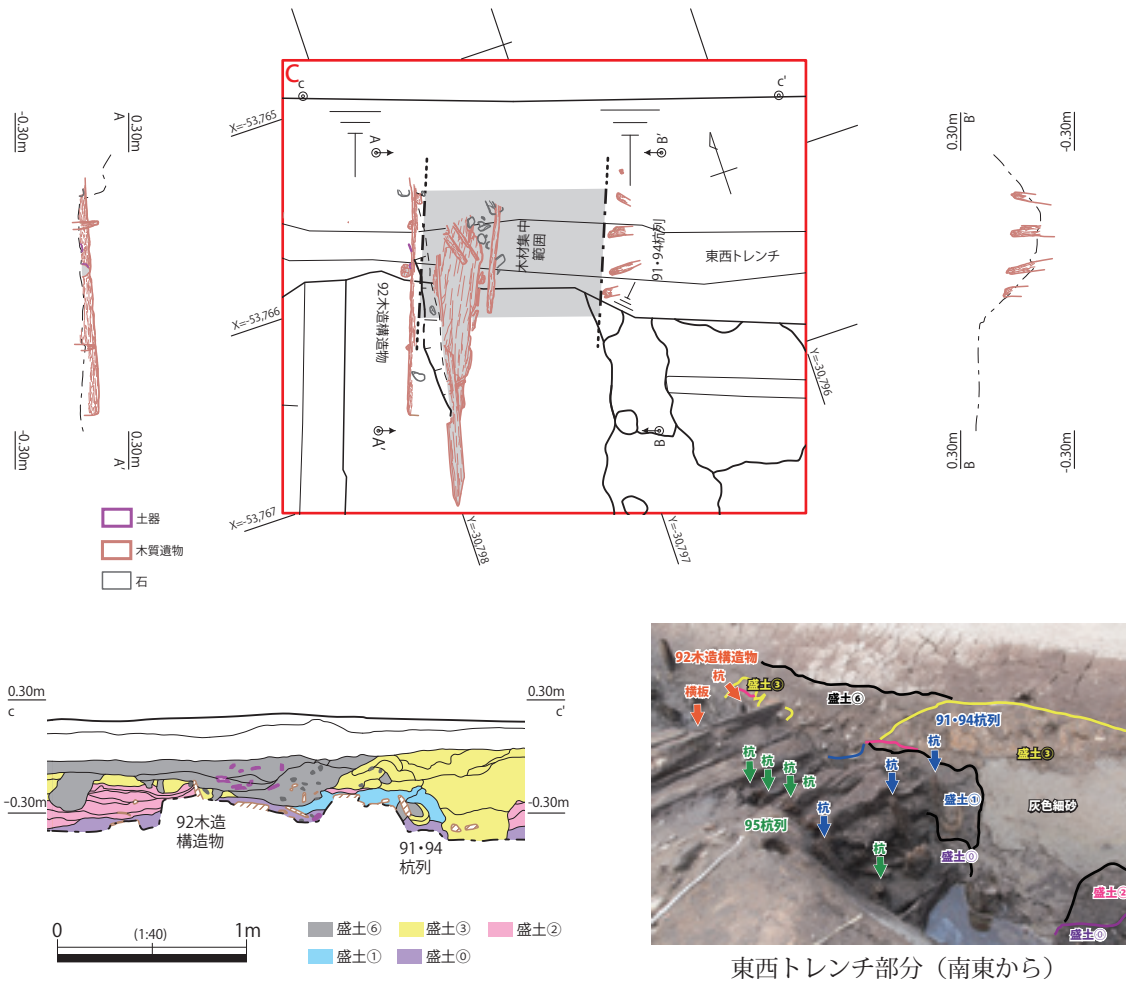 C
c
c'
X=-53,765
X=-53,766
X=-53,767
-0.30m
A
0.30m
-0.30m
0.30m
A'
A
B'
A'
B
92木造構造物
木材集中
範囲
91・94杭列
東西トレンチ
Y=-30,796
Y=-30,798
Y=-30,797
0.30m
B'
-0.30m
0.30m
B
-0.30m
土器
木質遺物
石
0.30m
c
0.30m
c'
-0.30m
-0.30m
92木造
構造物
91・94
杭列
0
(1:40)
1m
盛土⑥
盛土③
盛土②
盛土①
盛土⓪
92木造構造物
杭
横板
盛土③
盛土⑥
91・94杭列
杭
盛土③
杭
杭
杭
杭
杭
盛土①
灰色細砂
杭
95杭列
盛土⓪
杭
盛土②
盛土⓪
東西トレンチ部分（南東から）